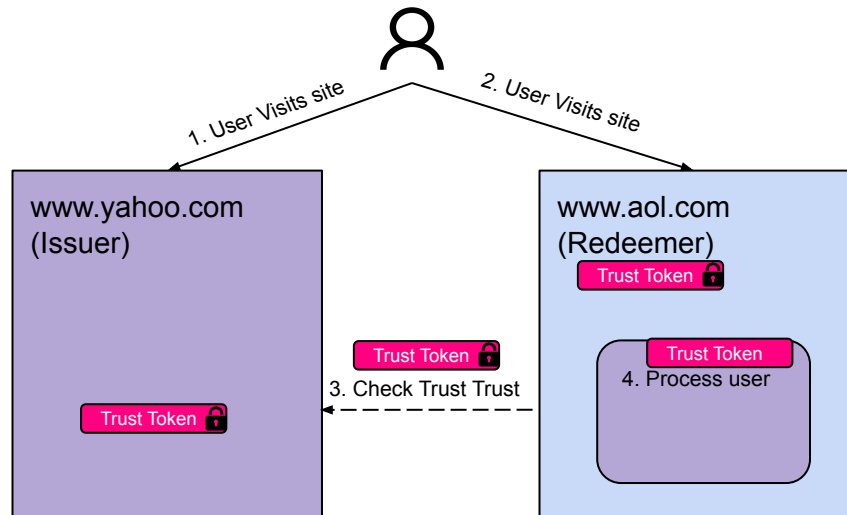 1. User Visits site
2. User Visits site
www.yahoo.com
(Issuer)
www.aol.com
(Redeemer)
Trust Token
Trust Token
Trust Token
3. Check Trust Trust
4. Process user
Trust Token